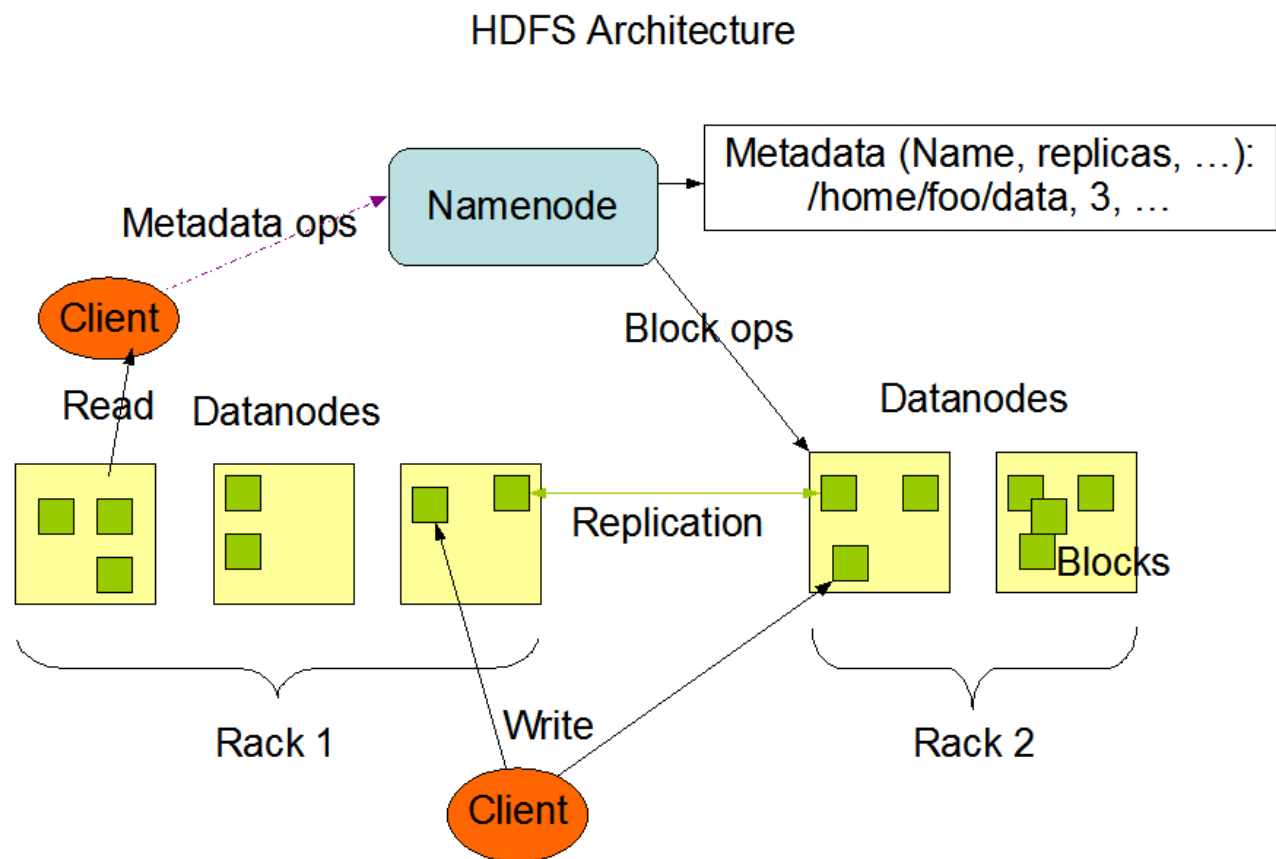 HDFS Architecture
Metadata (Name, replicas, …):
/home/foo/data, 3, …
Namenode
Metadata ops
Client
Block ops
Read
Datanodes
Datanodes
Replication
Blocks
Rack 1
Write
Rack 2
Client